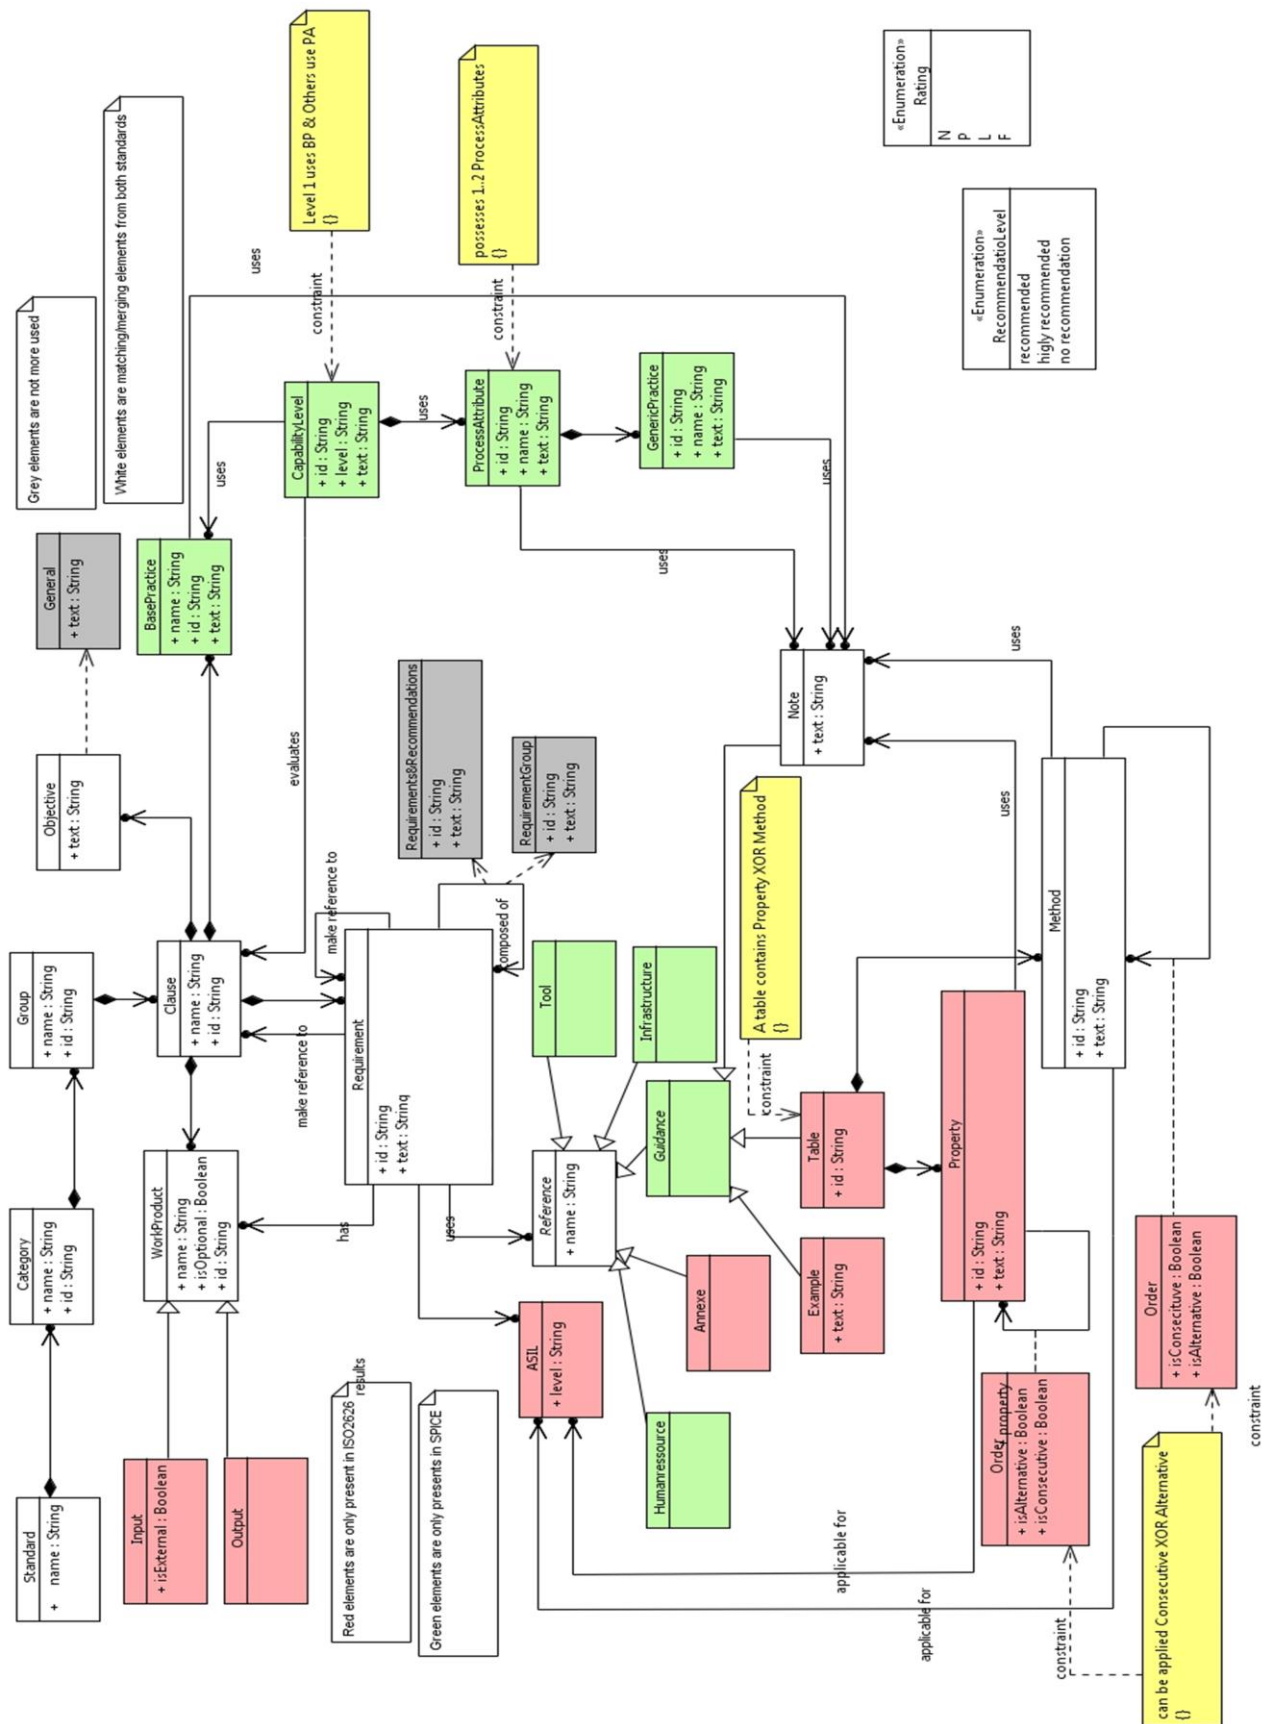 Standard
+ name : String
Category
+ name : String
+ id : String
Group
+ name : String
+ id : String
Objective
+ text : String
General
+ text : String
Grey elements are not more used
White elements are matching/merging elements from both standards
Input
+ isExternal : Boolean
Output
WorkProduct
+ name : String
+ isOptional : Boolean
+ id : String
Clause
+ name : String
+ id : String
BasePractice
+ name : String
+ id : String
+ text : String
uses
uses
Level 1 uses BP & Others use PA
{}
constraint
CapabilityLevel
+ id : String
+ level : String
+ text : String
evaluates
make reference to
make reference to
has
Requirement
+ id : String
+ text : String
composed of
uses
results
Red elements are only present in ISO2626
Green elements are only presents in SPICE
Requirements&Recommendations
+ id : String
+ text : String
RequirementGroup
+ id : String
+ text : String
uses
possesses 1..2 ProcessAttributes
{}
constraint
ProcessAttribute
+ id : String
+ name : String
+ text : String
GenericPractice
+ id : String
+ name : String
+ text : String
uses
uses
ASIL
+ level : String
Reference
+ name : String
Tool
Infrastructure
Guidance
Annexe
Humanressource
A table contains Property XOR Method
{}
constraint
Note
+ text : String
Example
+ text : String
Table
+ id : String
uses
uses
Property
+ id : String
+ text : String
Method
+ id : String
+ text : String
applicable for
applicable for
Order_property
+ isAlternative : Boolean
+ isConsecutive : Boolean
Order
+ isConsecituve : Boolean
+ isAlternative : Boolean
constraint
constraint
can be applied Consecutive XOR Alternative
{}
«Enumeration»
Rating
N
P
L
F
«Enumeration»
RecommendatioLevel
recommended
higly recommended
no recommendation